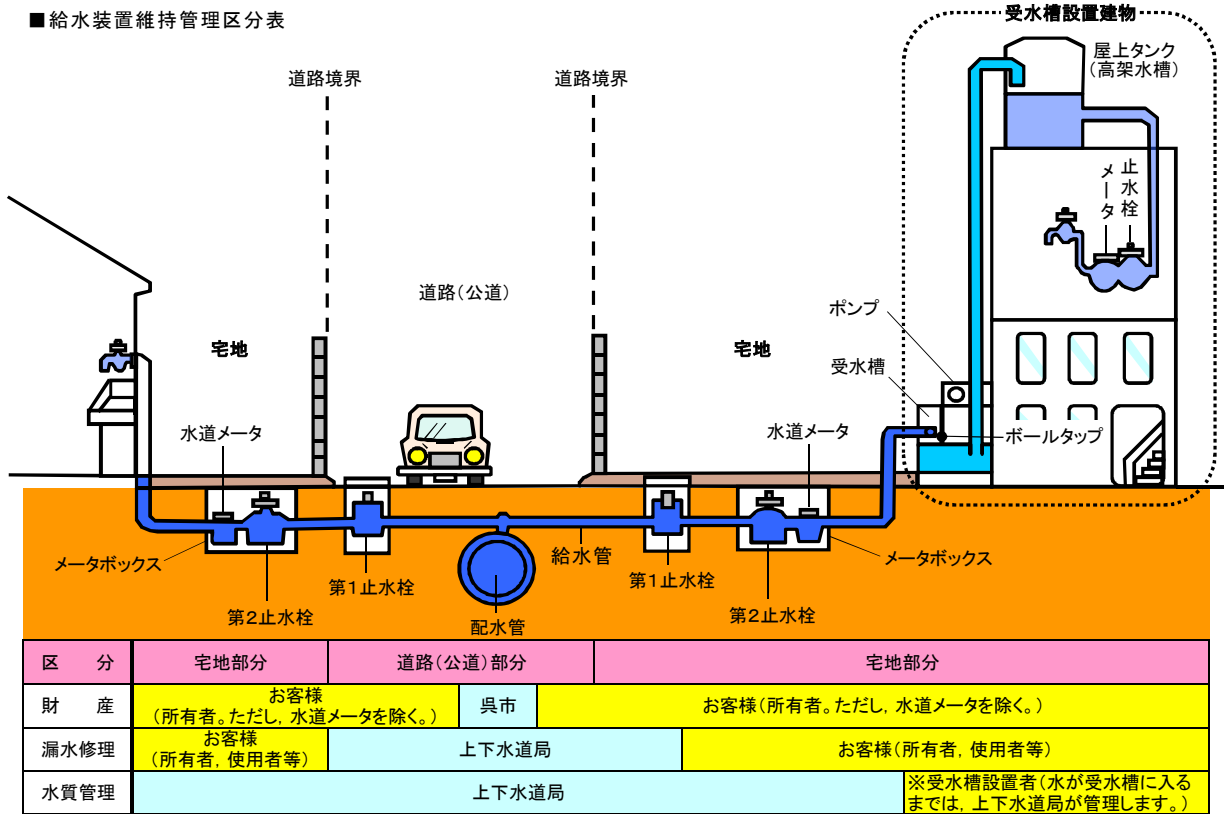 ■給水装置維持管理区分表
受水槽設置建物
屋上タンク
(高架水槽)
道路境界
道路境界
メータ
止水栓
道路(公道)
ポンプ
宅地
宅地
受水槽
水道メータ
水道メータ
ボールタップ
メータボックス
第1止水栓
給水管
第1止水栓
メータボックス
第2止水栓
配水管
第2止水栓
区 分 宅地部分 道路(公道)部分 宅地部分
財 産 お客様
(所有者。ただし,水道メータを除く。) 呉市 お客様(所有者。ただし,水道メータを除く。)
漏水修理 お客様
(所有者,使用者等) 上下水道局 お客様(所有者,使用者等)
水質管理 上下水道局 ※受水槽設置者(水が受水槽に入る
までは,上下水道局が管理します。)